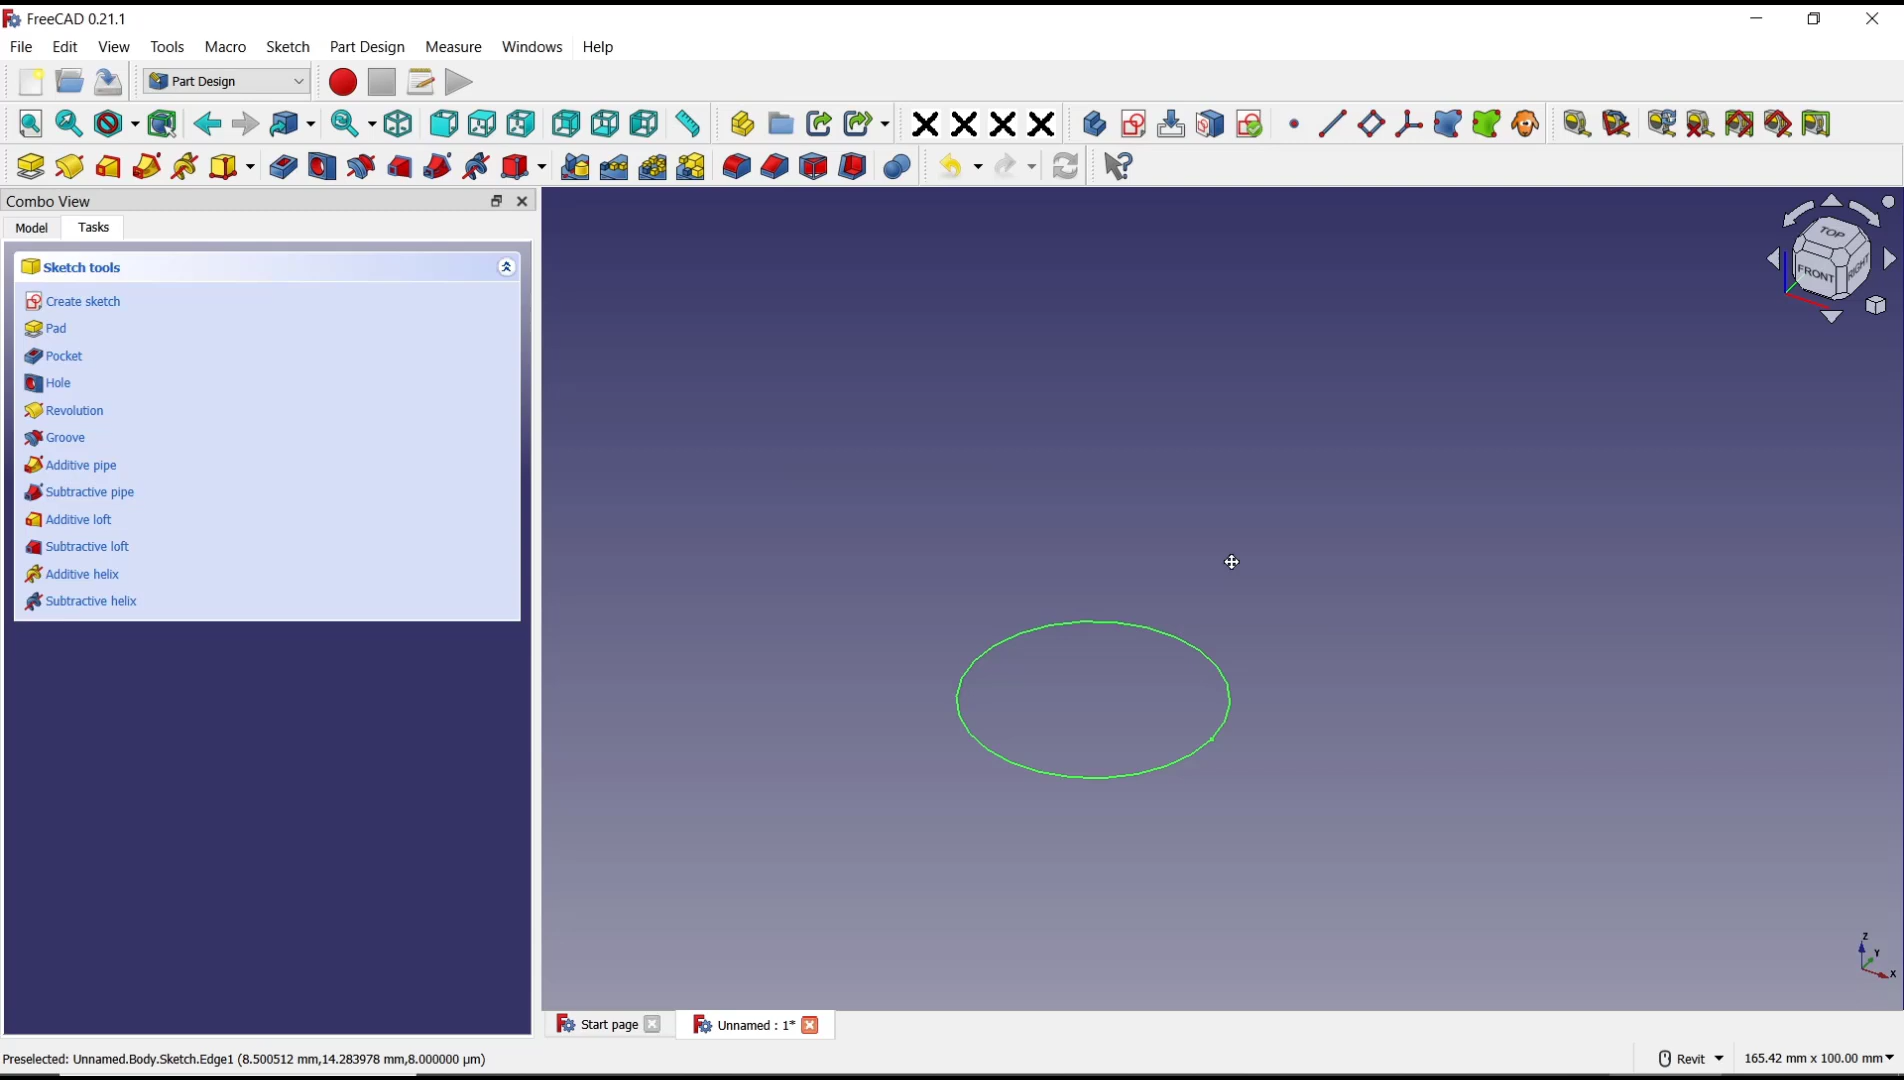 FreeCAD 0.21.1
File Edit View Tools Macro Sketch Part Design Measure Windows Help
Part Design
Combo View
Model Tasks
Sketch tools
Create sketch
Pad
Pocket
Hole
Revolution
Groove
Additive pipe
Subtractive pipe
Additive loft
Subtractive loft
Additive helix
Subtractive helix
TOP
FRONT RIGHT
Z
Y
X
Start page Unnamed : 1*
Preselected: Unnamed.Body.Sketch.Edge1 (8.500512 mm,14.283978 mm,8.000000 µm) Revit 165.42 mm x 100.00 mm